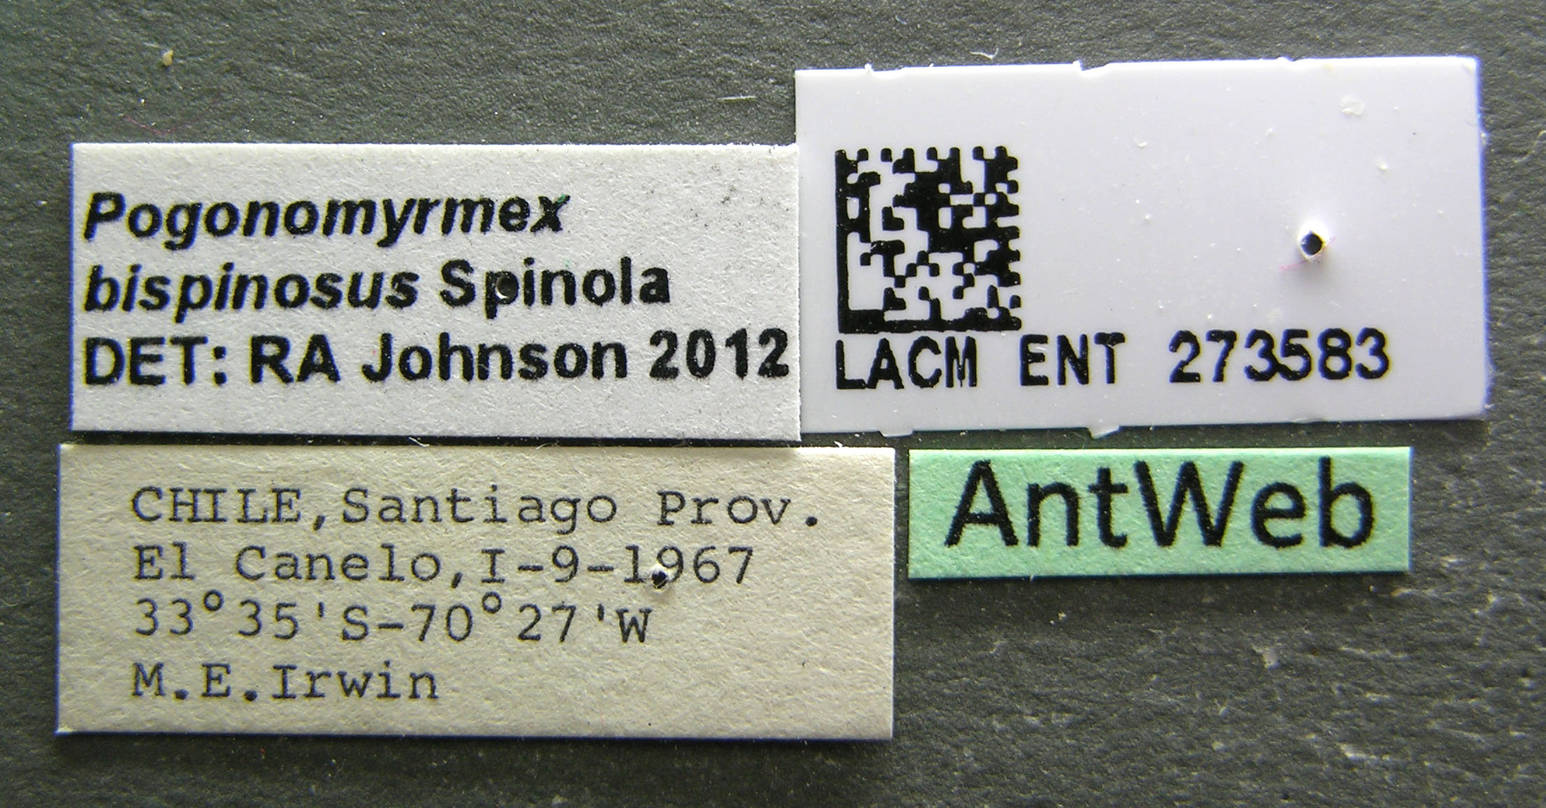 Pogonomyrmex
bispinosus Spinola
DET: RA Johnson 2012
LACM ENT 273583
CHILE,Santiago Prov.
El Canelo,I-9-1967
33°35'S-70°27'W
M.E.Irwin
AntWeb